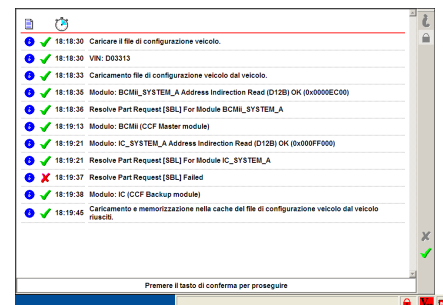 18:18:30 Caricare il file di configurazione veicolo.
18:18:30 VIN: D03313
18:18:33 Caricamento file di configurazione veicolo dal veicolo.
18:18:35 Modulo: BCMii_SYSTEM_A Address Indirection Read (D12B) OK (0x0000EC00)
18:18:36 Resolve Part Request [SBL] For Module BCMii_SYSTEM_A
18:19:13 Modulo: BCMii (CCF Master module)
18:19:21 Modulo: IC_SYSTEM_A Address Indirection Read (D12B) OK (0x000FF000)
18:19:21 Resolve Part Request [SBL] For Module IC_SYSTEM_A
18:19:37 Resolve Part Request [SBL] Failed
18:19:38 Modulo: IC (CCF Backup module)
18:19:45 Caricamento e memorizzazione nella cache del file di configurazione veicolo dal veicolo
riusciti.
Premere il tasto di conferma per proseguire